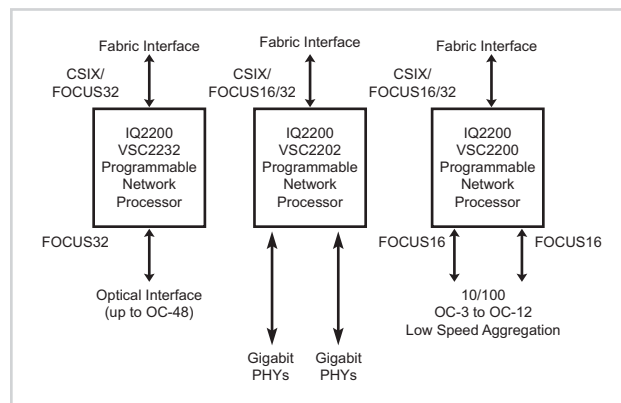 Fabric Interface
CSIX/
FOCUS32
IQ2200
VSC2232
Programmable
Network
Processor
FOCUS32
Optical Interface
(up to OC-48)
Fabric Interface
CSIX/
FOCUS16/32
IQ2200
VSC2202
Programmable
Network
Processor
Gigabit
PHYs
Gigabit
PHYs
Fabric Interface
CSIX/
FOCUS16/32
IQ2200
VSC2200
Programmable
Network
Processor
FOCUS16
FOCUS16
10/100
OC-3 to OC-12
Low Speed Aggregation